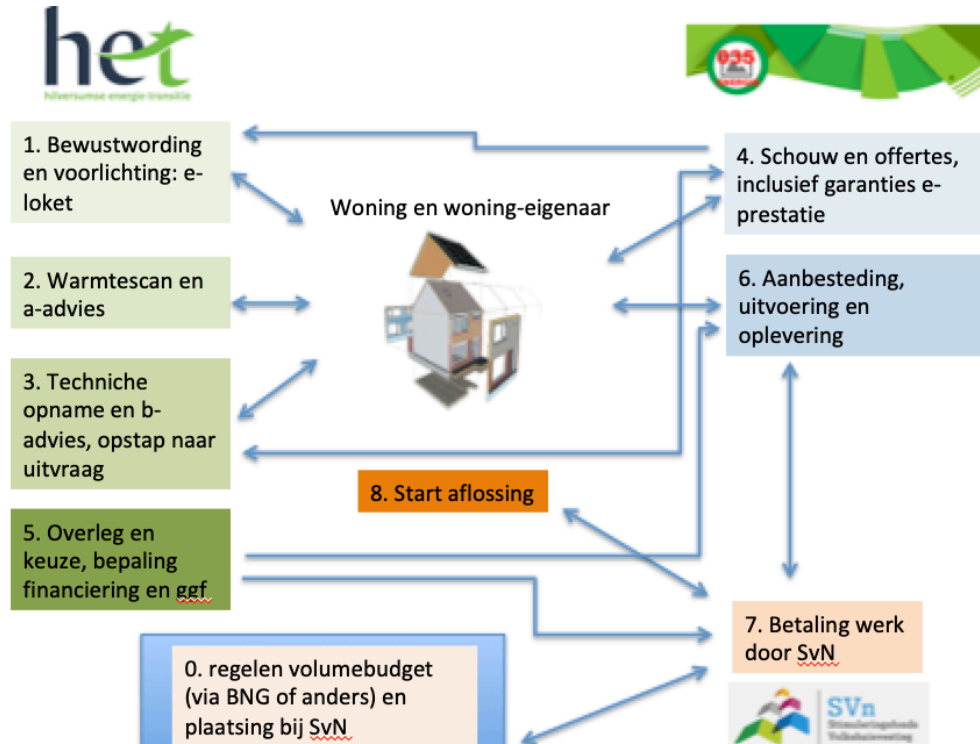 het
hilversumse energie transitie
035
1. Bewustwording
en voorlichting: e-
loket
4. Schouw en offertes,
inclusief garanties e-
prestatie
Woning en woning-eigenaar
2. Warmtescan en
a-advies
6. Aanbesteding,
uitvoering en
oplevering
3. Techniche
opname en b-
advies, opstap naar
uitvraag
8. Start aflossing
5. Overleg en
keuze, bepaling
financiering en ggf
7. Betaling werk
door SvN
0. regelen volumebudget
(via BNG of anders) en
plaatsing bij SvN
SVn
Stimuleringsfonds
Volkshuisvesting